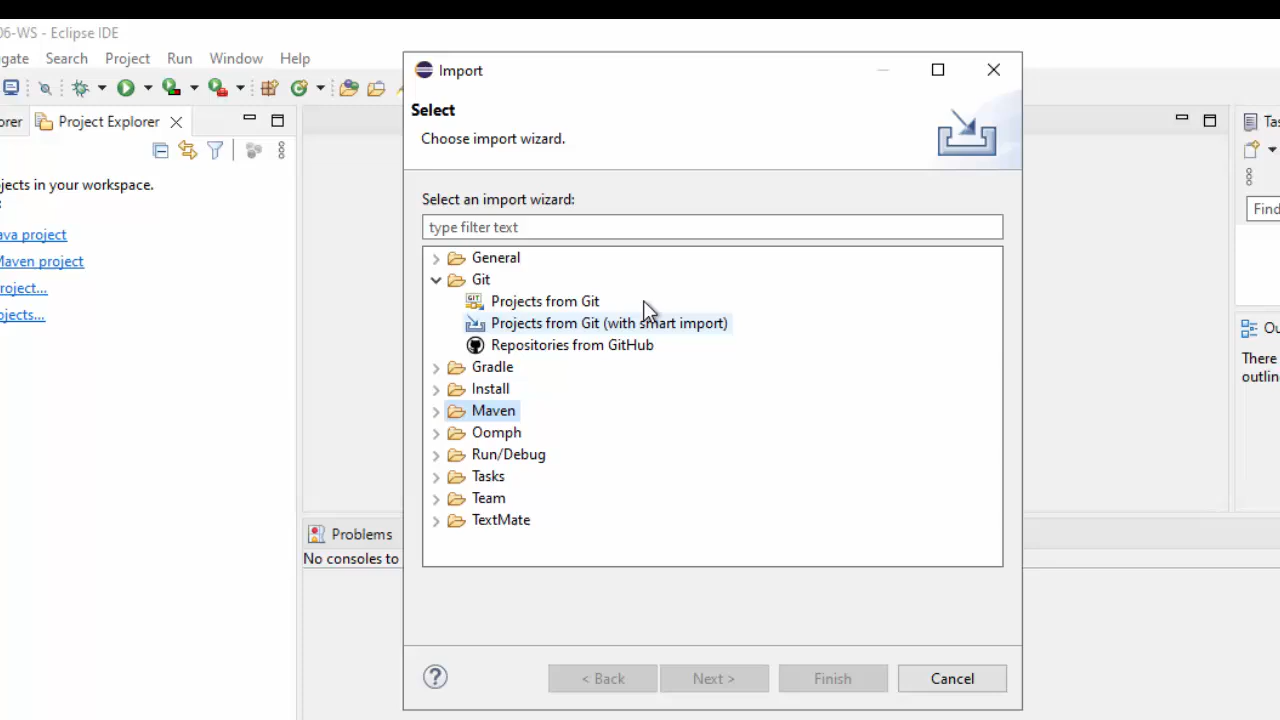 06-WS - Eclipse IDE
gate Search Project Run Window Help
orer Project Explorer
jects in your workspace.
:
ava project
Maven project
roject...
ojects...
Import
Select
Choose import wizard.
Select an import wizard:
type filter text
General
Git
GIT Projects from Git
Projects from Git (with smart import)
Repositories from GitHub
Gradle
Install
Maven
Oomph
Run/Debug
Tasks
Team
TextMate
? < Back Next > Finish Cancel
Problems
No consoles to
Tas
Find
Ou
There
outlin